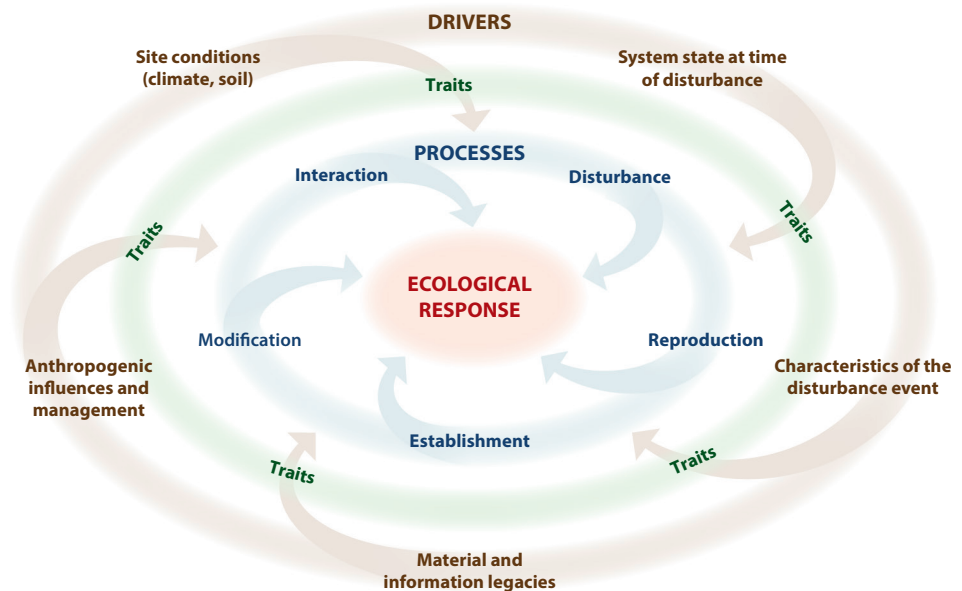 DRIVERS
Site conditions
(climate, soil)
System state at time
of disturbance
Traits
PROCESSES
Interaction
Disturbance
Traits
Traits
ECOLOGICAL
RESPONSE
Modification
Reproduction
Anthropogenic
influences and
management
Characteristics of the
disturbance event
Establishment
Traits
Traits
Material and
information legacies